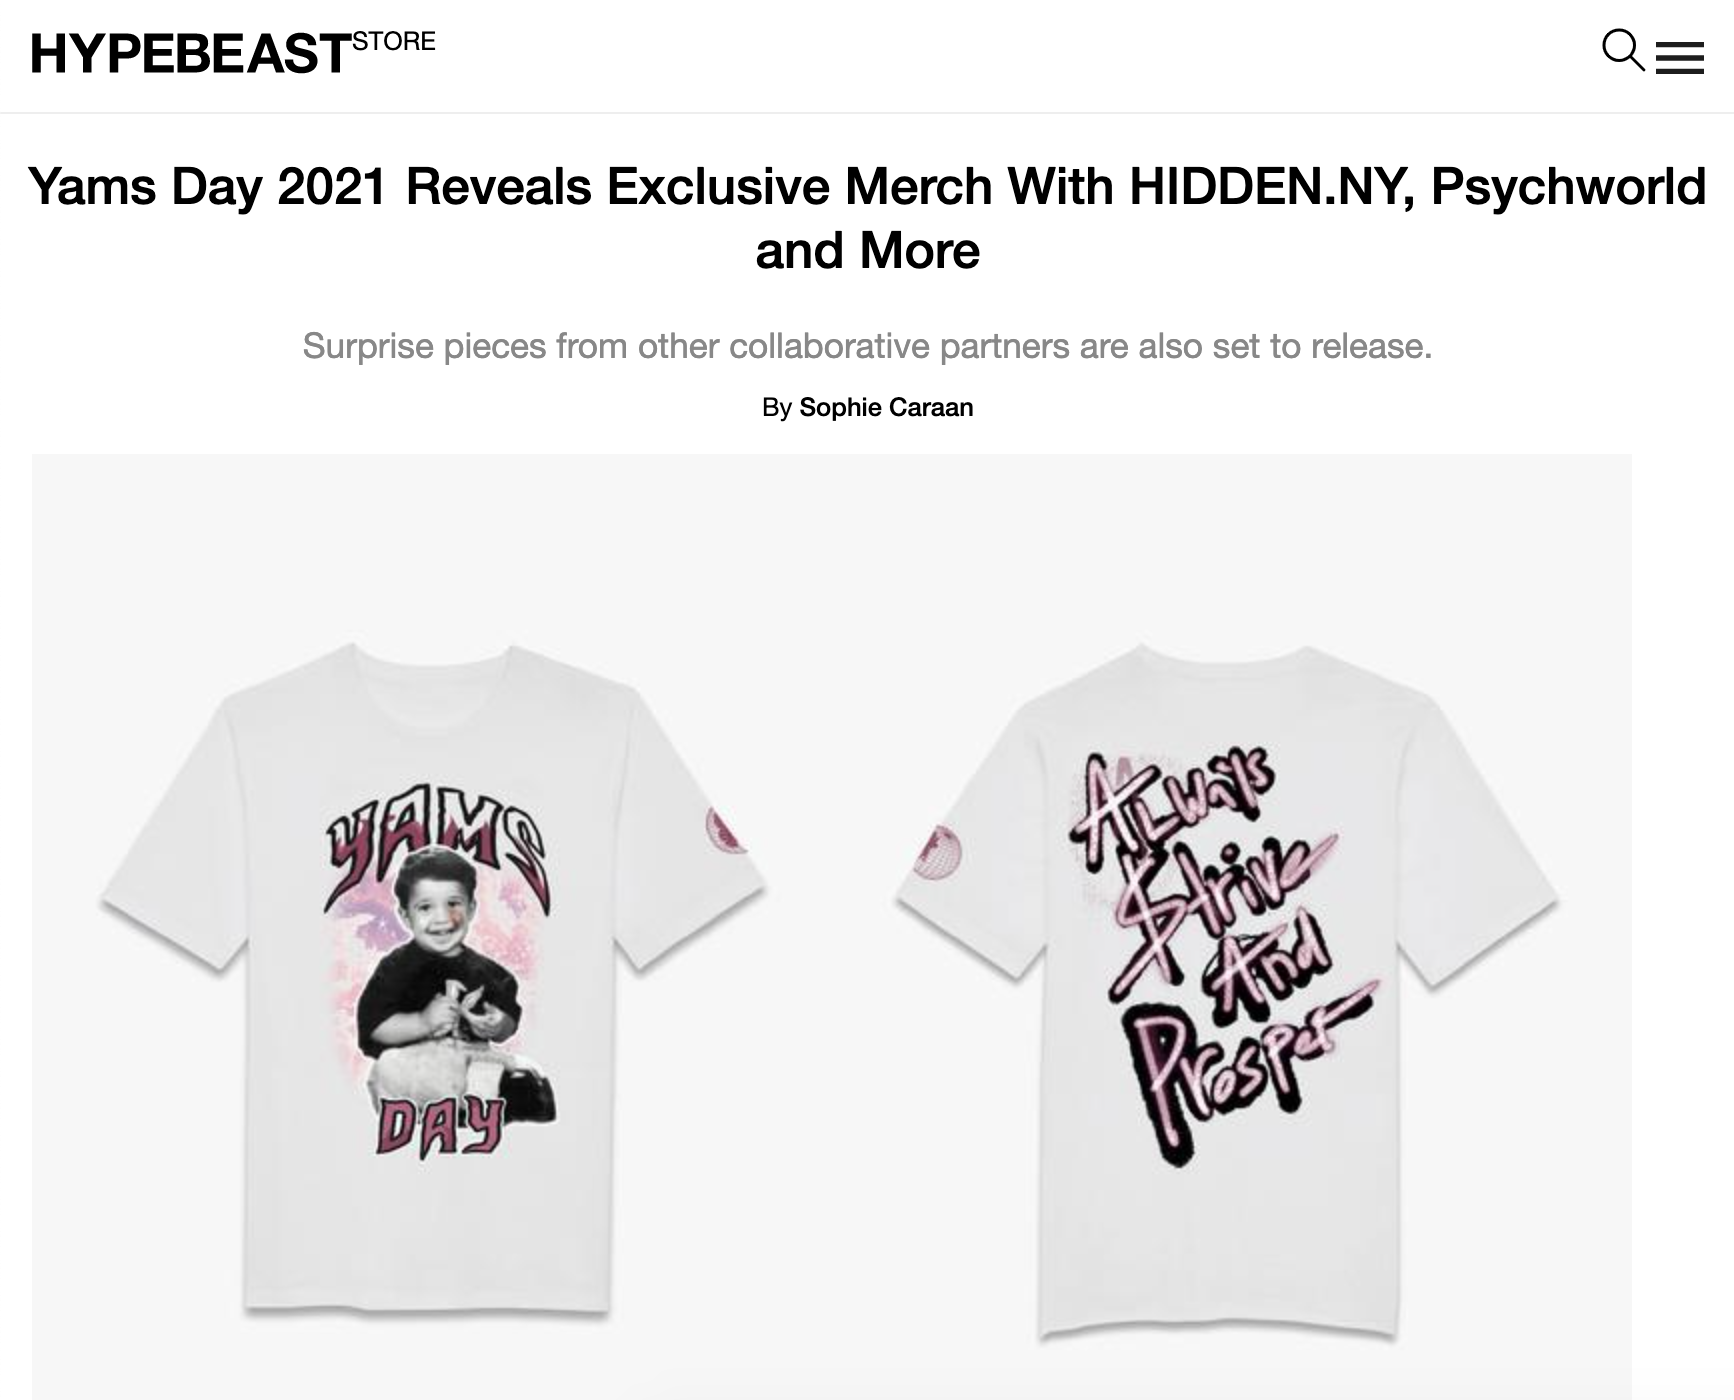 HYPEBEAST STORE
Yams Day 2021 Reveals Exclusive Merch With HIDDEN.NY, Psychworld
and More
Surprise pieces from other collaborative partners are also set to release.
By Sophie Caraan
YAMS
DAY
Always
$trive
And
Prosper